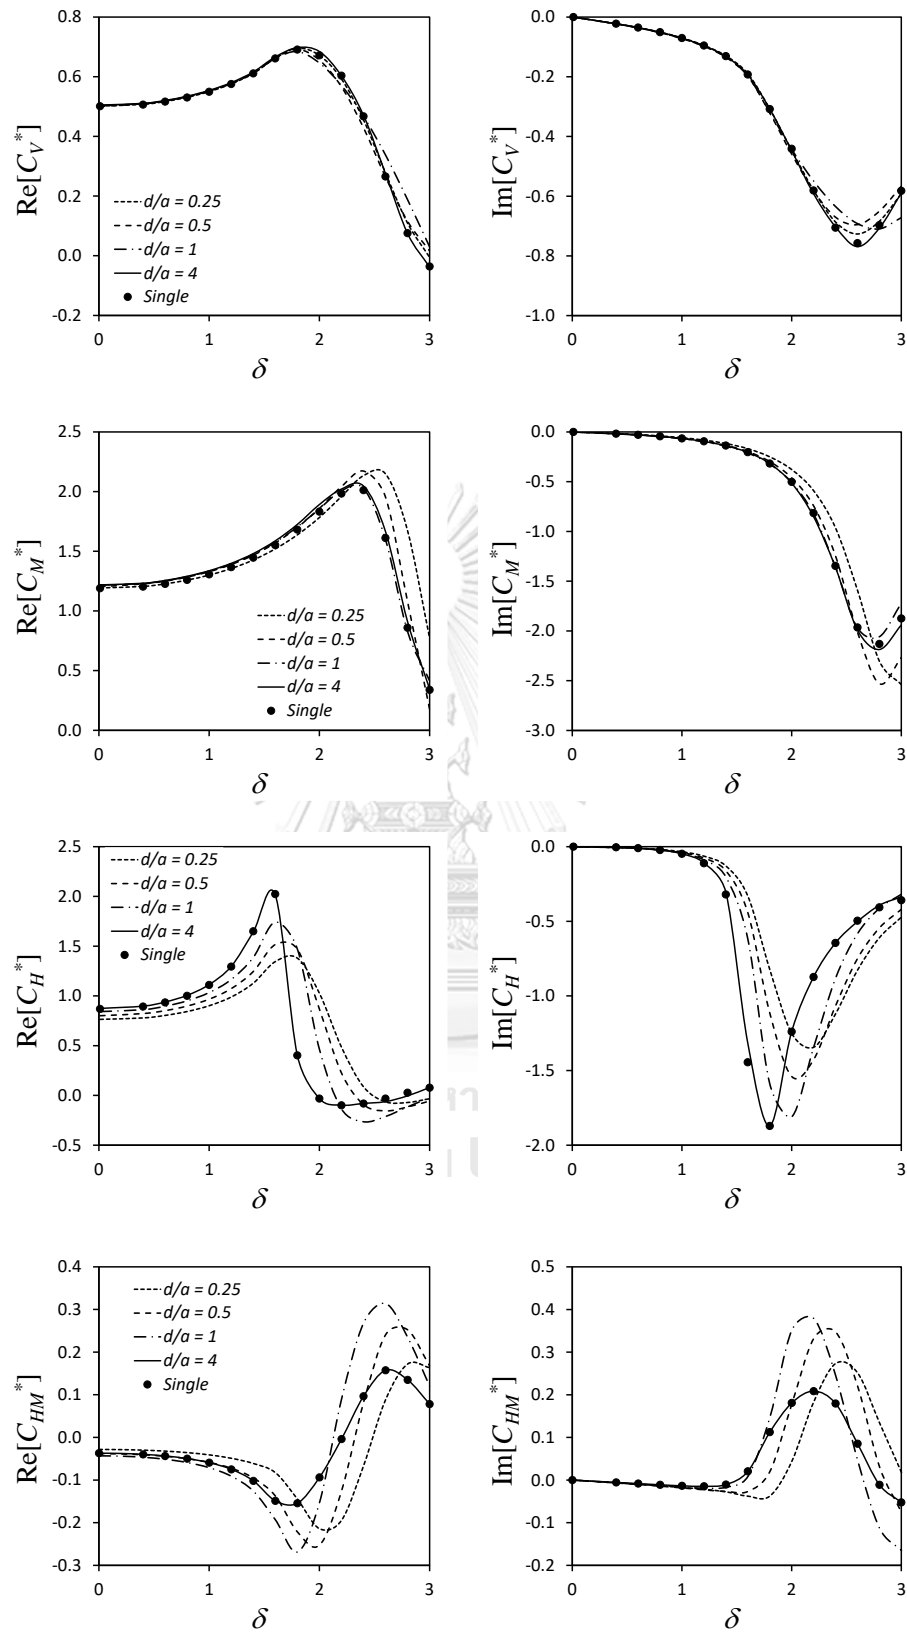 Re[C_V^*]
0.8
0.6
0.4
0.2
0.0
-0.2
d/a = 0.25
d/a = 0.5
d/a = 1
d/a = 4
Single
0 1 2 3
δ
Im[C_V^*]
0.0
-0.2
-0.4
-0.6
-0.8
-1.0
0 1 2 3
δ
Re[C_M^*]
2.5
2.0
1.5
1.0
0.5
0.0
d/a = 0.25
d/a = 0.5
d/a = 1
d/a = 4
Single
0 1 2 3
δ
Im[C_M^*]
0.0
-0.5
-1.0
-1.5
-2.0
-2.5
-3.0
0 1 2 3
δ
Re[C_H^*]
2.5
2.0
1.5
1.0
0.5
0.0
-0.5
d/a = 0.25
d/a = 0.5
d/a = 1
d/a = 4
Single
0 1 2 3
δ
Im[C_H^*]
0.0
-0.5
-1.0
-1.5
-2.0
0 1 2 3
δ
Re[C_{HM}^*]
0.4
0.3
0.2
0.1
0.0
-0.1
-0.2
-0.3
d/a = 0.25
d/a = 0.5
d/a = 1
d/a = 4
Single
0 1 2 3
δ
Im[C_{HM}^*]
0.5
0.4
0.3
0.2
0.1
0.0
-0.1
-0.2
0 1 2 3
δ